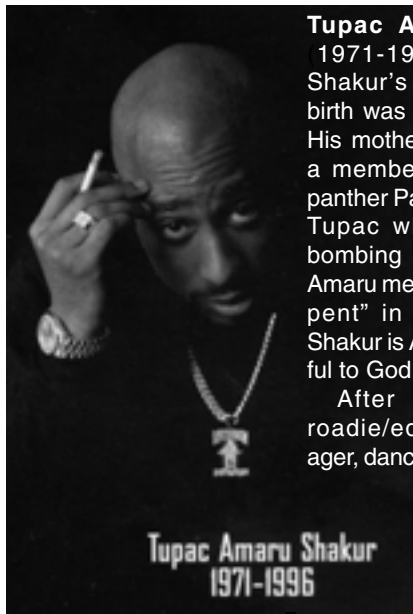 Tupac A
(1971-19
Shakur's
birth was
His mothe
a membe
panther Pa
Tupac w
bombing
Amaru me
pent” in
Shakur is A
ful to God
After
roadie/ed
ager, danc
Tupac Amaru Shakur
1971-1996